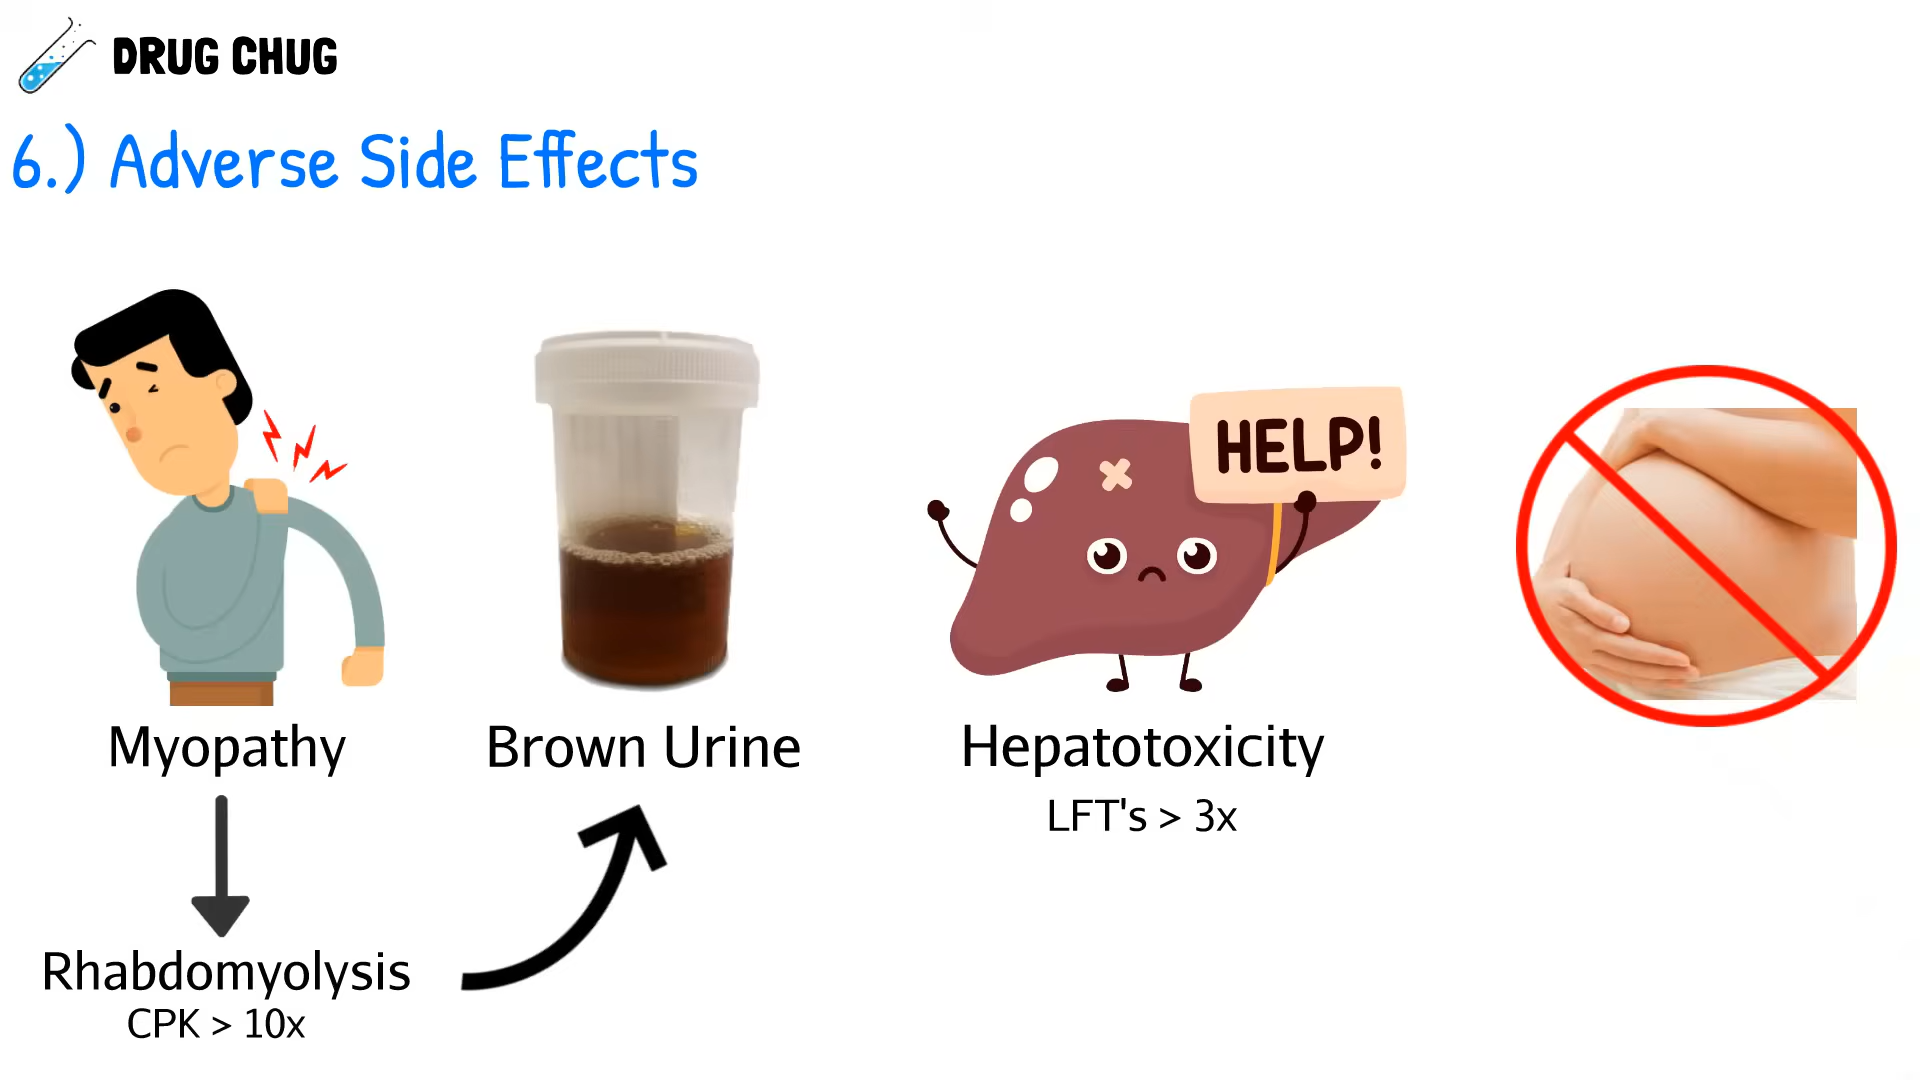 DRUG CHUG
6.) Adverse Side Effects
HELP!
Myopathy
Brown Urine
Hepatotoxicity
LFT's > 3x
Rhabdomyolysis
CPK > 10x